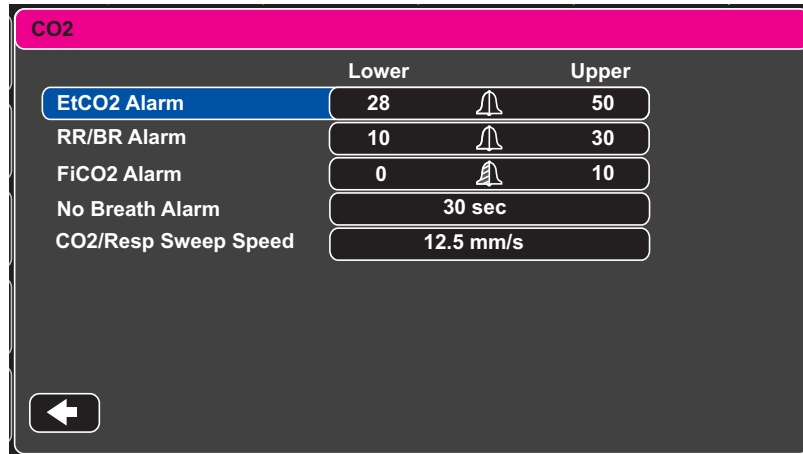 CO2
Lower Upper
EtCO2 Alarm 28 50
RR/BR Alarm 10 30
FiCO2 Alarm 0 10
No Breath Alarm 30 sec
CO2/Resp Sweep Speed 12.5 mm/s